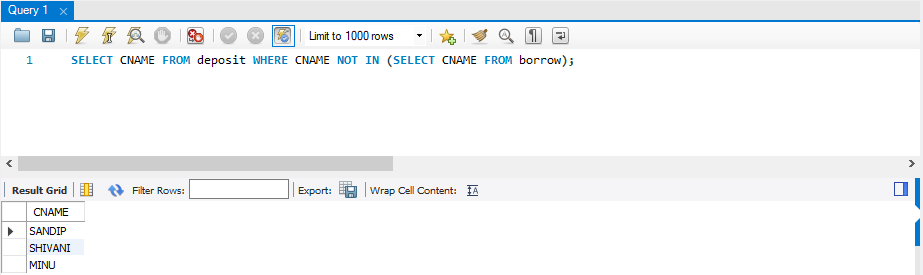 Query 1
Limit to 1000 rows
1 SELECT CNAME FROM deposit WHERE CNAME NOT IN (SELECT CNAME FROM borrow);
Result Grid Filter Rows: Export: Wrap Cell Content:
CNAME
SANDIP
SHIVANI
MINU